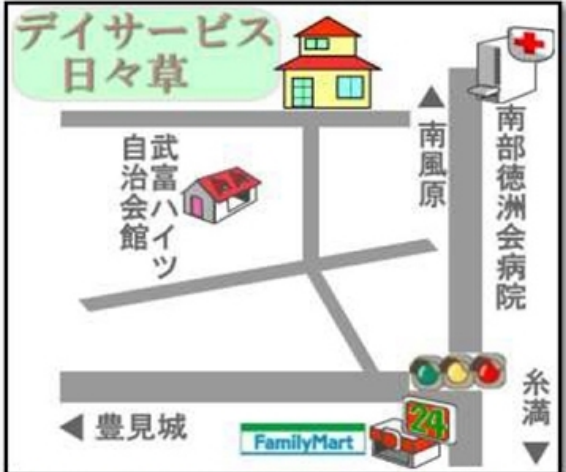 デイサービス
日々草
▲
南風原
南部徳洲会病院
武富ハイツ
自治会館
◀ 豊見城
FamilyMart
24
糸満
▼